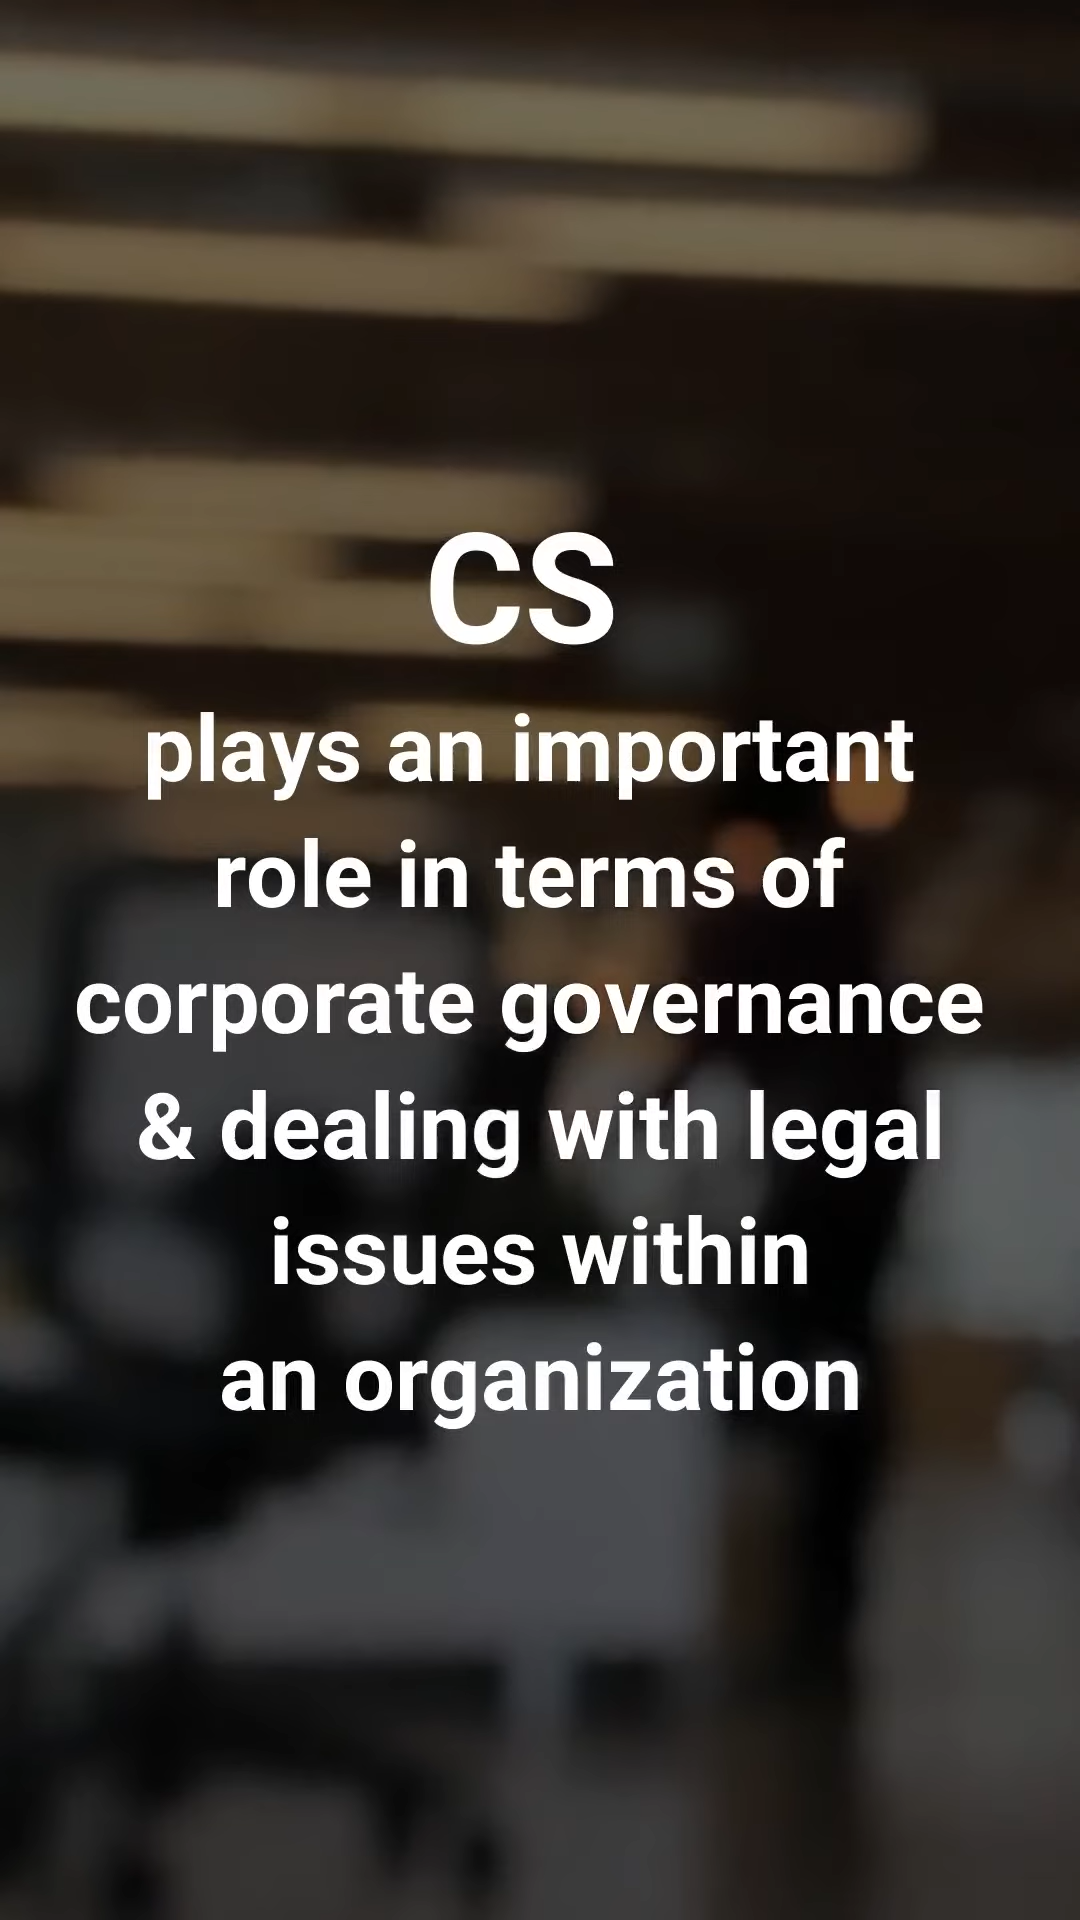 CS
plays an important
role in terms of
corporate governance
& dealing with legal
issues within
an organization